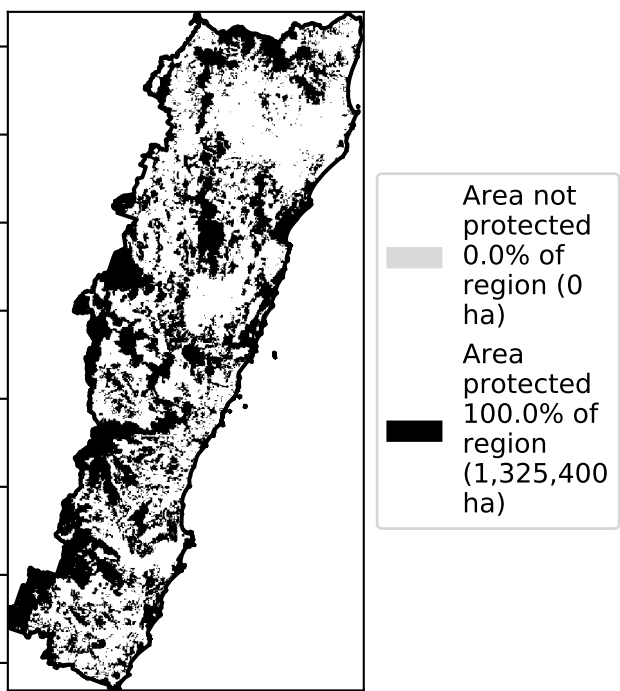 Area not
protected
0.0% of
region (0
ha)
Area
protected
100.0% of
region
(1,325,400
ha)